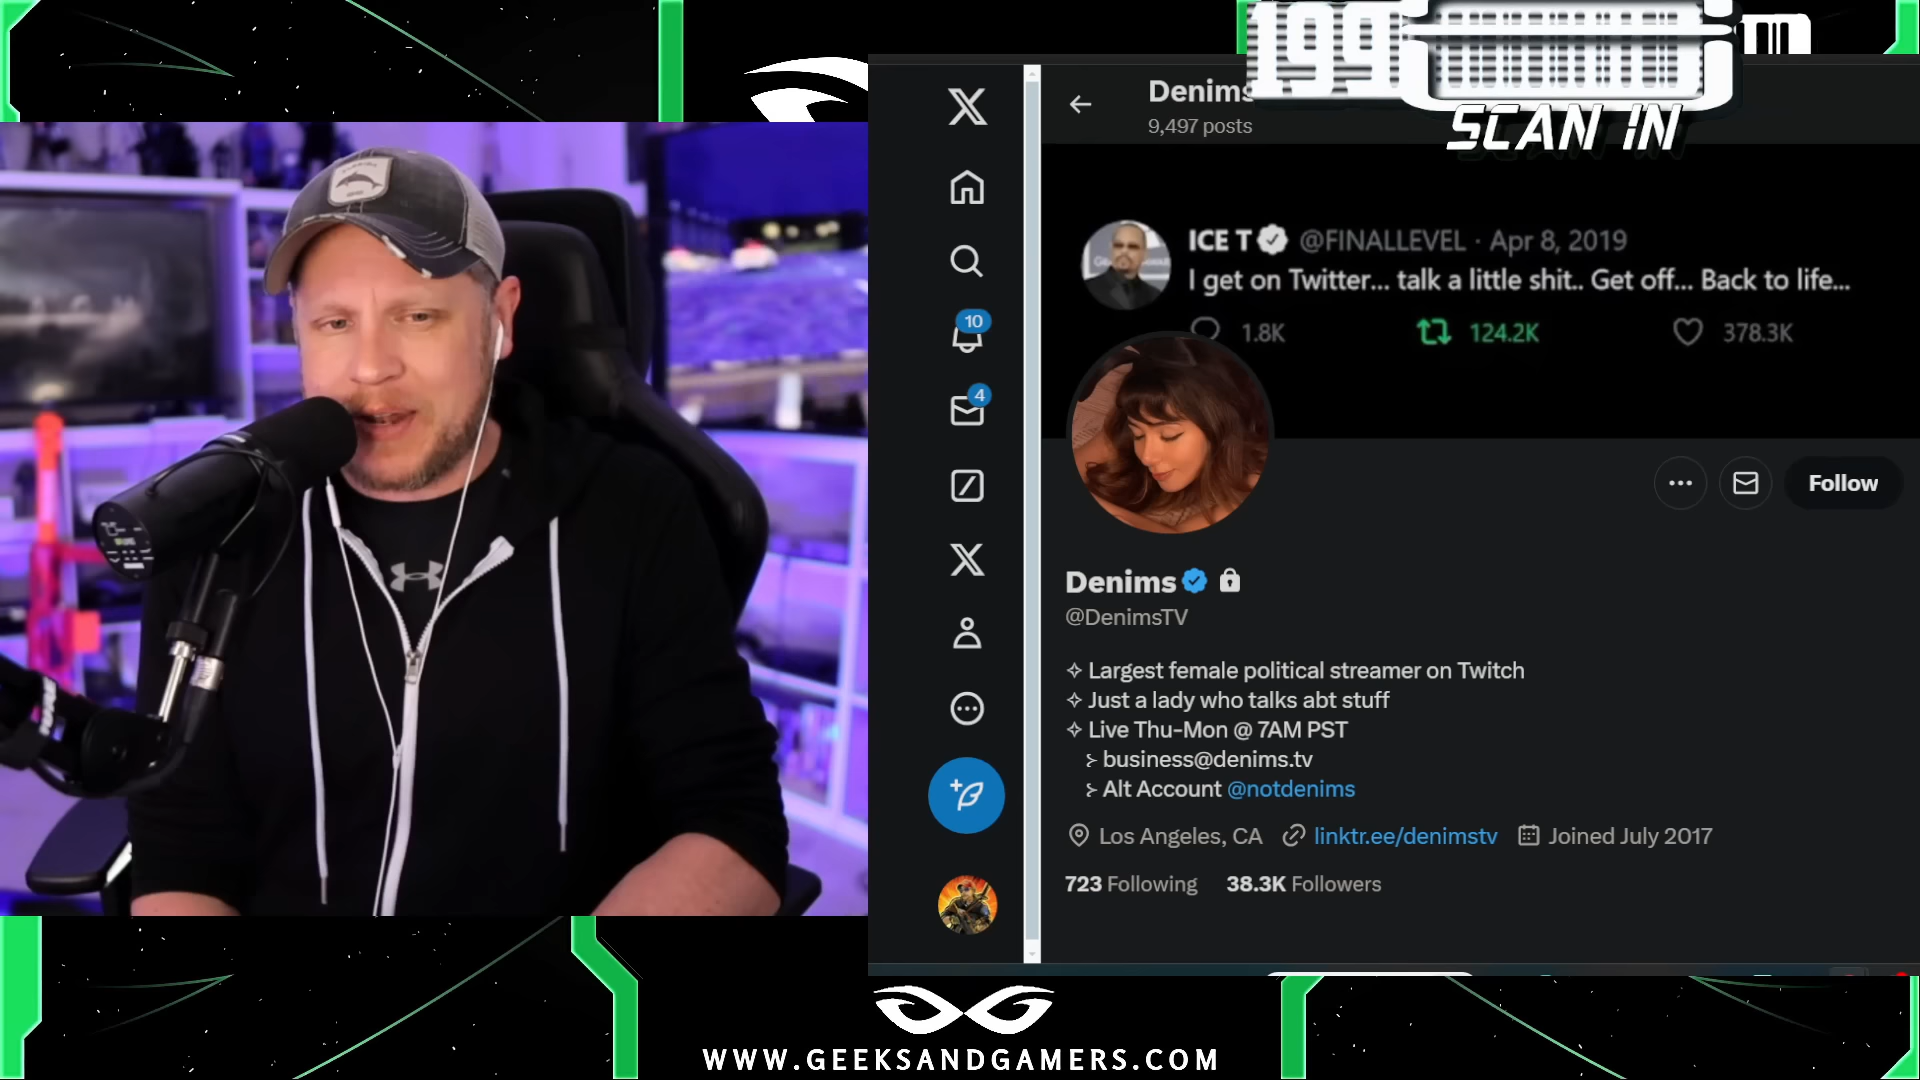 199
SCAN IN
Denims
9,497 posts
ICE T @FINALLEVEL · Apr 8, 2019
I get on Twitter... talk a little shit.. Get off... Back to life...
1.8K 124.2K 378.3K
10
4
Follow
Denims
@DenimsTV
✧ Largest female political streamer on Twitch
✧ Just a lady who talks abt stuff
✧ Live Thu-Mon @ 7AM PST
business@denims.tv
Alt Account @notdenims
Los Angeles, CA linktr.ee/denimstv Joined July 2017
723 Following 38.3K Followers
WWW.GEEKSANDGAMERS.COM